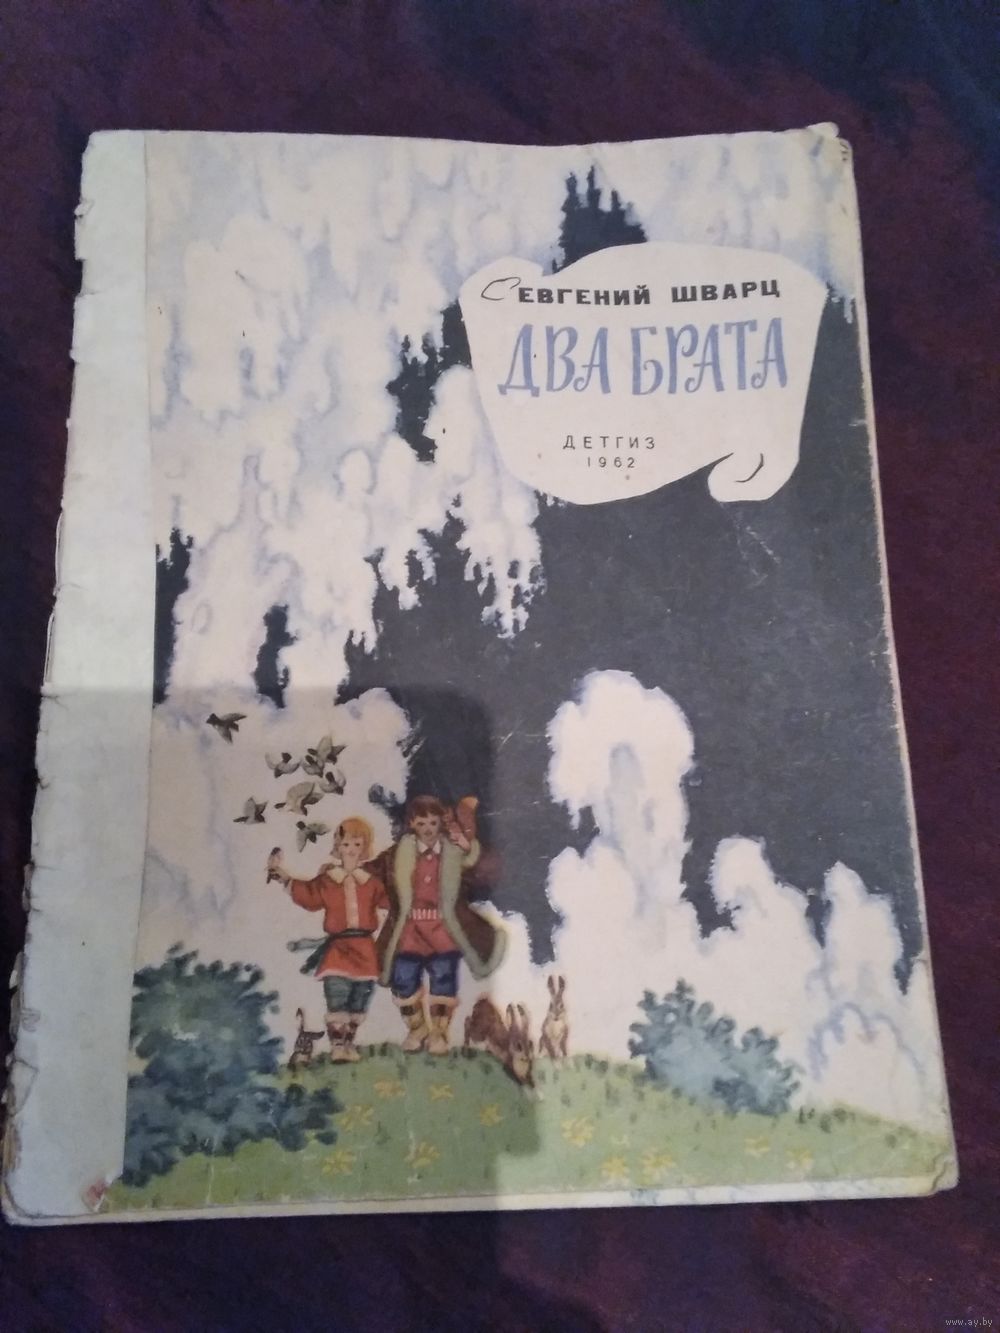 ЕВГЕНИЙ ШВАРЦ
ДВА БРАТА
ДЕТГИЗ
1962
www.ay.by